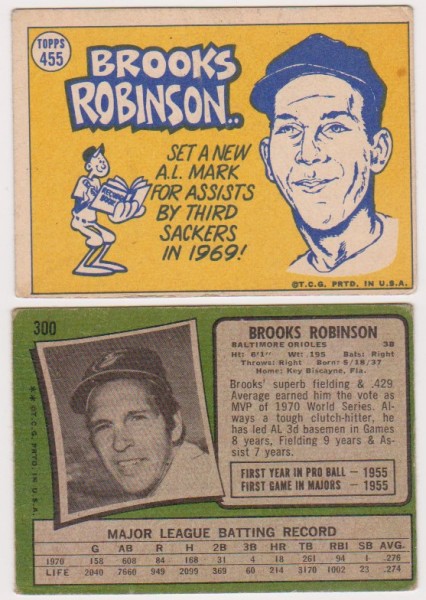 TOPPS
455
BROOKS
ROBINSON..
SET A NEW
A.L. MARK
FOR ASSISTS
BY THIRD
SACKERS
IN 1969!
RECORD
BOOK
©T.C.G. PRTD. IN U.S.A.
300
©T.C.G. PRTD. IN U.S.A.
BROOKS ROBINSON
BALTIMORE ORIOLES 3B
Ht: 6'1" Wt: 195 Bats: Right
Throws: Right Born: 5/18/37
Home: Key Biscayne, Fla.
Brooks' superb fielding & .429
Average earned him the vote as
MVP of 1970 World Series. Al-
ways a tough clutch-hitter, he
has led AL 3d basemen in Games
8 years, Fielding 9 years & As-
sist 7 years.
FIRST YEAR IN PRO BALL — 1955
FIRST GAME IN MAJORS — 1955
MAJOR LEAGUE BATTING RECORD
G AB R H 2B 3B HR TB RBI SB AVG.
1970 158 608 84 168 31 4 18 261 94 1 .276
LIFE 2040 7660 949 2099 369 60 214 3230 1002 23 .274